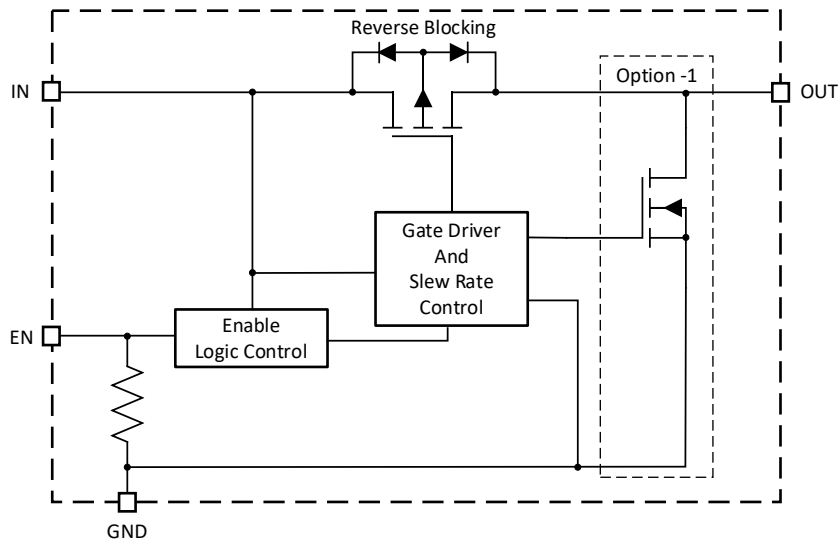 Reverse Blocking
Option -1
IN
OUT
Gate Driver
And
Slew Rate
Control
EN
Enable
Logic Control
GND